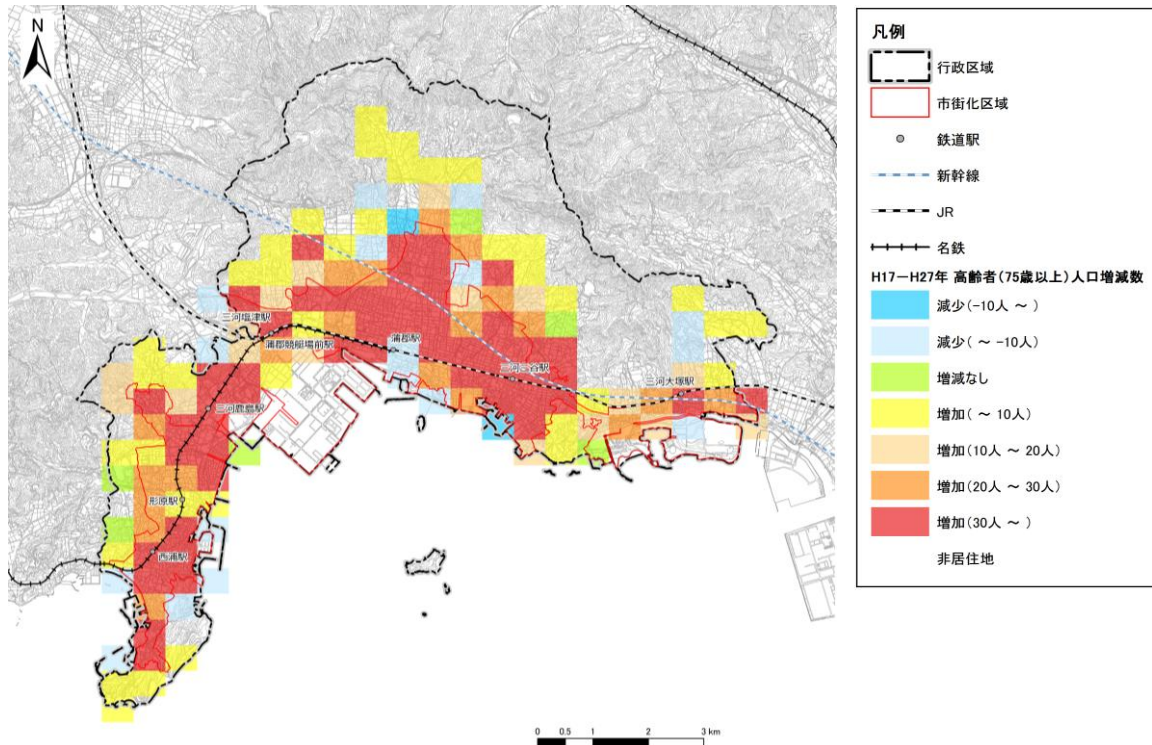 N
三河塩津駅
蒲郡競艇場前駅
蒲郡駅
三河三谷駅
三河大塚駅
三河鹿島駅
形原駅
西浦駅
0 0.5 1 2 3 km
凡例
行政区域
市街化区域
鉄道駅
新幹線
JR
名鉄
H17－H27年 高齢者(75歳以上)人口増減数
減少(-10人 ～ )
減少( ～ -10人)
増減なし
増加( ～ 10人)
増加(10人 ～ 20人)
増加(20人 ～ 30人)
増加(30人 ～ )
非居住地